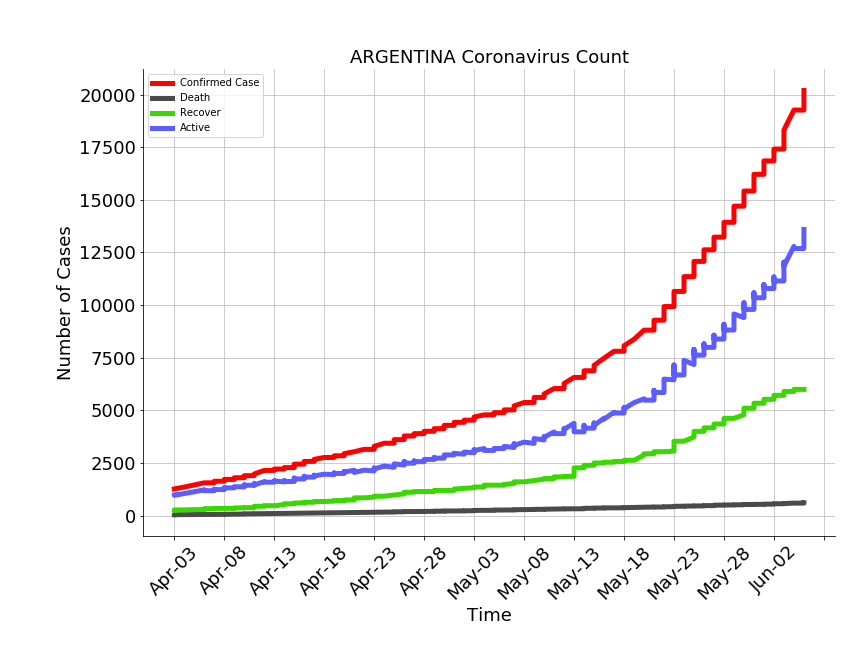 ARGENTINA Coronavirus Count
Confirmed Case
Death
Recover
Active
20000
17500
15000
12500
10000
7500
5000
2500
0
Number of Cases
Apr-03
Apr-08
Apr-13
Apr-18
Apr-23
Apr-28
May-03
May-08
May-13
May-18
May-23
May-28
Jun-02
Time